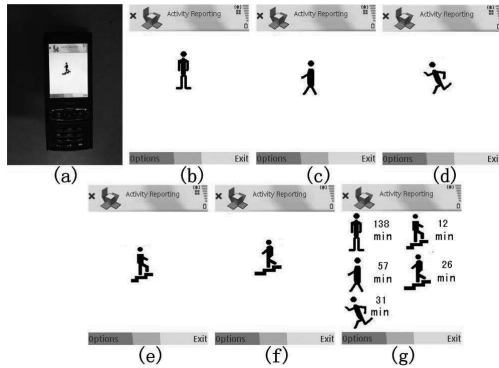 Activity Reporting
Options Exit
Activity Reporting
Options Exit
Activity Reporting
Options Exit
(a) (b) (c) (d)
Activity Reporting
Options Exit
Activity Reporting
Options Exit
Activity Reporting
138 min 12 min
57 min 26 min
31 min
Options Exit
(e) (f) (g)